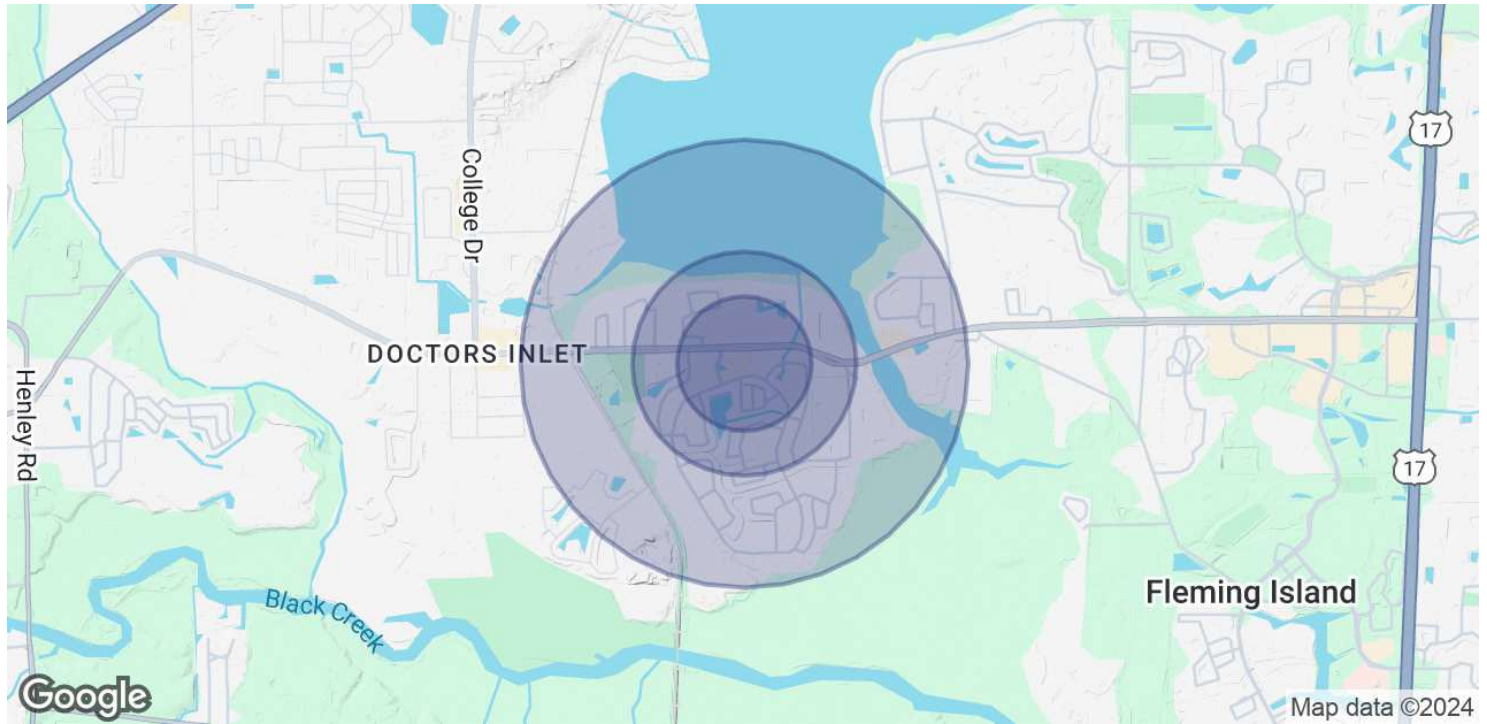 17
College Dr
DOCTORS INLET
Henley Rd
17
Fleming Island
Black Creek
Google
Map data ©2024